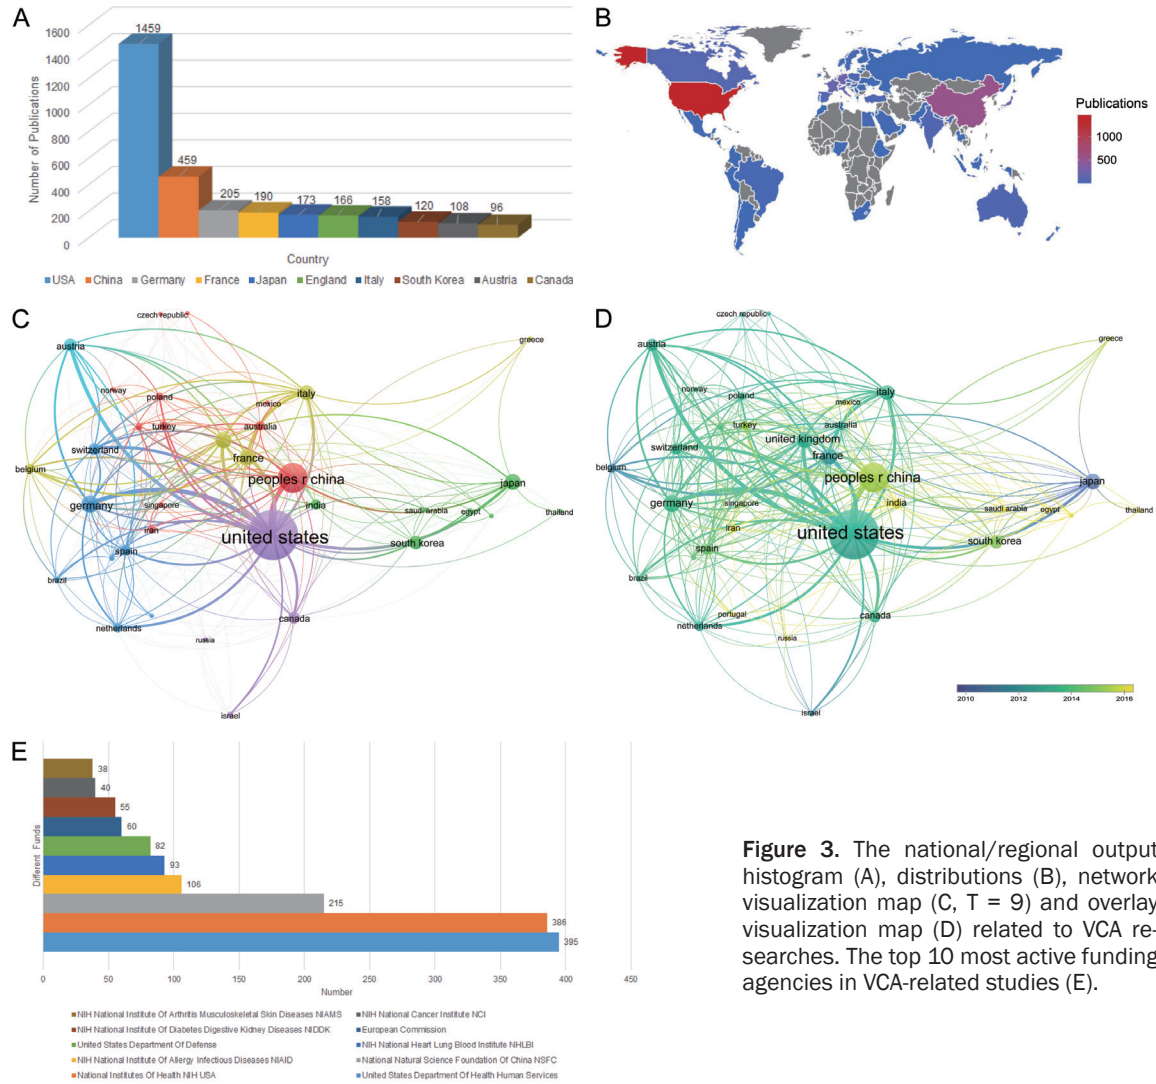 A
1459
1600
1400
1200
1000
800
600
400
200
0
Number of Publications
459
205
190
173
166
158
120
108
96
Country
USA China Germany France Japan England Italy South Korea Austria Canada
B
Publications
1000
500
C
czech republic
greece
austria
norway
poland
italy
mexico
turkey
australia
switzerland
france
belgium
peoples r china
japan
germany
singapore
india
saudi arabia
egypt
thailand
iran
united states
south korea
spain
brazil
netherlands
canada
russia
israel
D
czech republic
greece
austria
norway
poland
italy
mexico
turkey
australia
united kingdom
switzerland
france
belgium
peoples r china
japan
germany
singapore
india
saudi arabia
egypt
thailand
iran
united states
south korea
spain
brazil
portugal
netherlands
canada
russia
israel
2010 2012 2014 2016
E
Different Funds
38
40
55
60
82
93
106
215
386
395
0 50 100 150 200 250 300 350 400 450
Number
NIH National Institute Of Arthritis Musculoskeletal Skin Diseases NIAMS NIH National Cancer Institute NCI
NIH National Institute Of Diabetes Digestive Kidney Diseases NIDDK European Commission
United States Department Of Defense NIH National Heart Lung Blood Institute NHLBI
NIH National Institute Of Allergy Infectious Diseases NIAID National Natural Science Foundation Of China NSFC
National Institutes Of Health NIH USA United States Department Of Health Human Services
Figure 3. The national/regional output
histogram (A), distributions (B), network
visualization map (C, T = 9) and overlay
visualization map (D) related to VCA re-
searches. The top 10 most active funding
agencies in VCA-related studies (E).